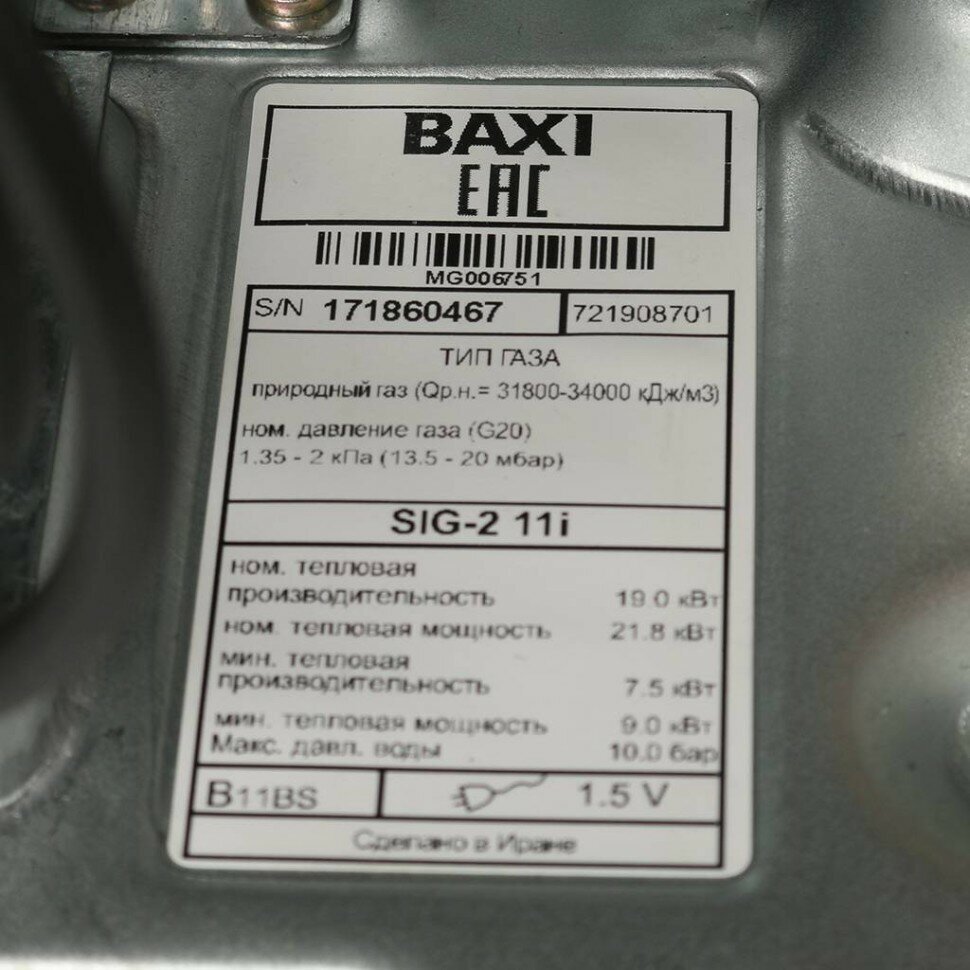 BAXI
EAC
MG006751
S/N 171860467 721908701
ТИП ГАЗА
природный газ (Qр.н.= 31800-34000 кДж/м3)
ном. давление газа (G20)
1.35 - 2 кПа (13.5 - 20 мбар)
SIG-2 11i
ном. тепловая
производительность 19.0 кВт
ном. тепловая мощность 21.8 кВт
мин. тепловая
производительность 7.5 кВт
мин. тепловая мощность 9.0 кВт
Макс. давл. воды 10.0 бар
B11BS 1.5 V
Сделано в Иране